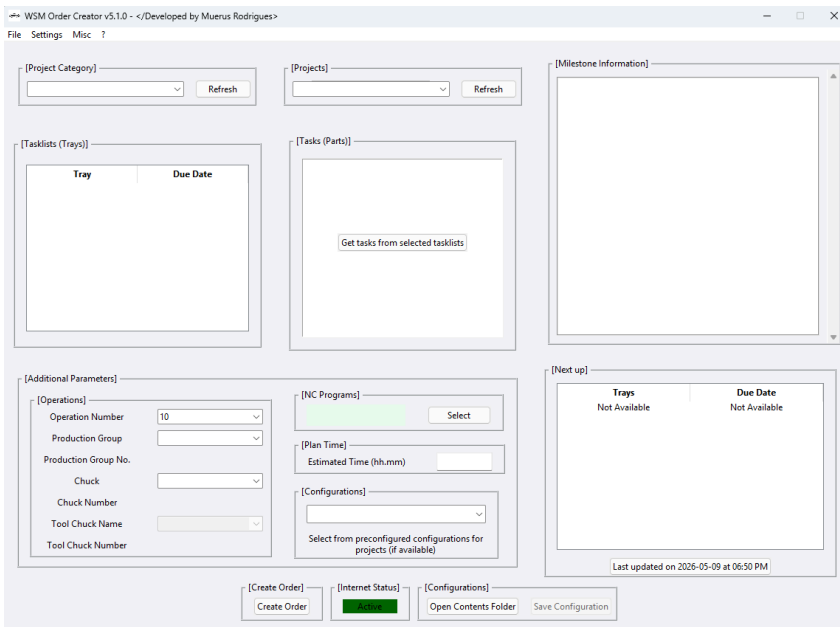 WSM Order Creator v5.1.0 - </Developed by Muerus Rodrigues>
File Settings Misc ?
[Project Category]
Refresh
[Projects]
Refresh
[Milestone Information]
[Tasklists (Trays)]
Tray Due Date
[Tasks (Parts)]
Get tasks from selected tasklists
[Additional Parameters]
[Operations]
Operation Number 10
Production Group
Production Group No.
Chuck
Chuck Number
Tool Chuck Name
Tool Chuck Number
[NC Programs]
Select
[Plan Time]
Estimated Time (hh.mm)
[Configurations]
Select from preconfigured configurations for
projects (if available)
[Next up]
Trays Due Date
Not Available Not Available
Last updated on 2026-05-09 at 06:50 PM
[Create Order]
Create Order
[Internet Status]
Active
[Configurations]
Open Contents Folder Save Configuration